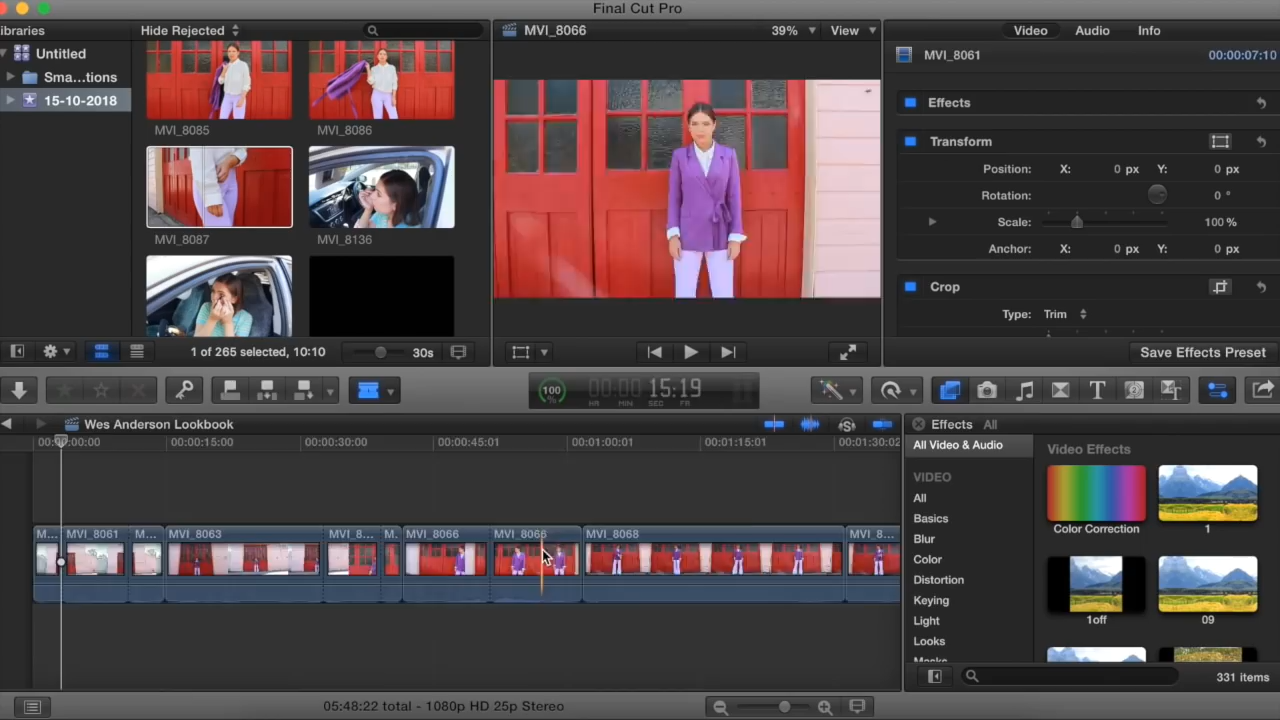 Final Cut Pro
ibraries
Hide Rejected
MVI_8066
39%
View
Video
Audio
Info
Untitled
Sma...tions
15-10-2018
MVI_8085
MVI_8086
MVI_8087
MVI_8136
MVI_8061
00:00:07:10
Effects
Transform
Position: X: 0 px Y: 0 px
Rotation: 0 °
Scale: 100 %
Anchor: X: 0 px Y: 0 px
Crop
Type: Trim
1 of 265 selected, 10:10
30s
Save Effects Preset
100
%
00:00 15:19
HR MIN SEC FR
Wes Anderson Lookbook
Effects All
00:00:15:00
00:00:30:00
00:00:45:01
00:01:00:01
00:01:15:01
00:01:30:02
All Video & Audio
VIDEO
All
Basics
Blur
Color
Distortion
Keying
Light
Looks
Masks
Video Effects
Color Correction
1
1off
09
M...
MVI_8061
M...
MVI_8063
MVI_8...
M.
MVI_8066
MVI_8066
MVI_8068
MVI_8...
331 items
05:48:22 total - 1080p HD 25p Stereo